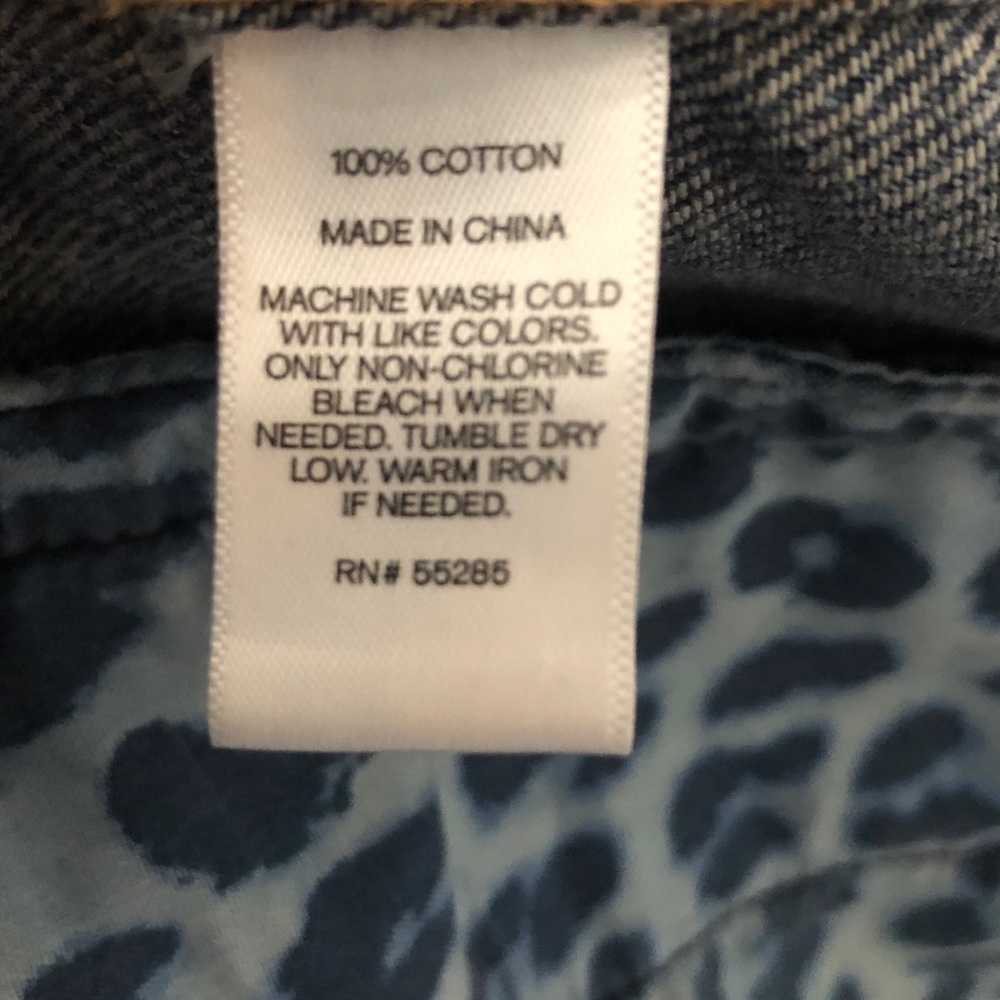 100% COTTON
MADE IN CHINA
MACHINE WASH COLD
WITH LIKE COLORS.
ONLY NON-CHLORINE
BLEACH WHEN
NEEDED. TUMBLE DRY
LOW. WARM IRON
IF NEEDED.
RN# 55285